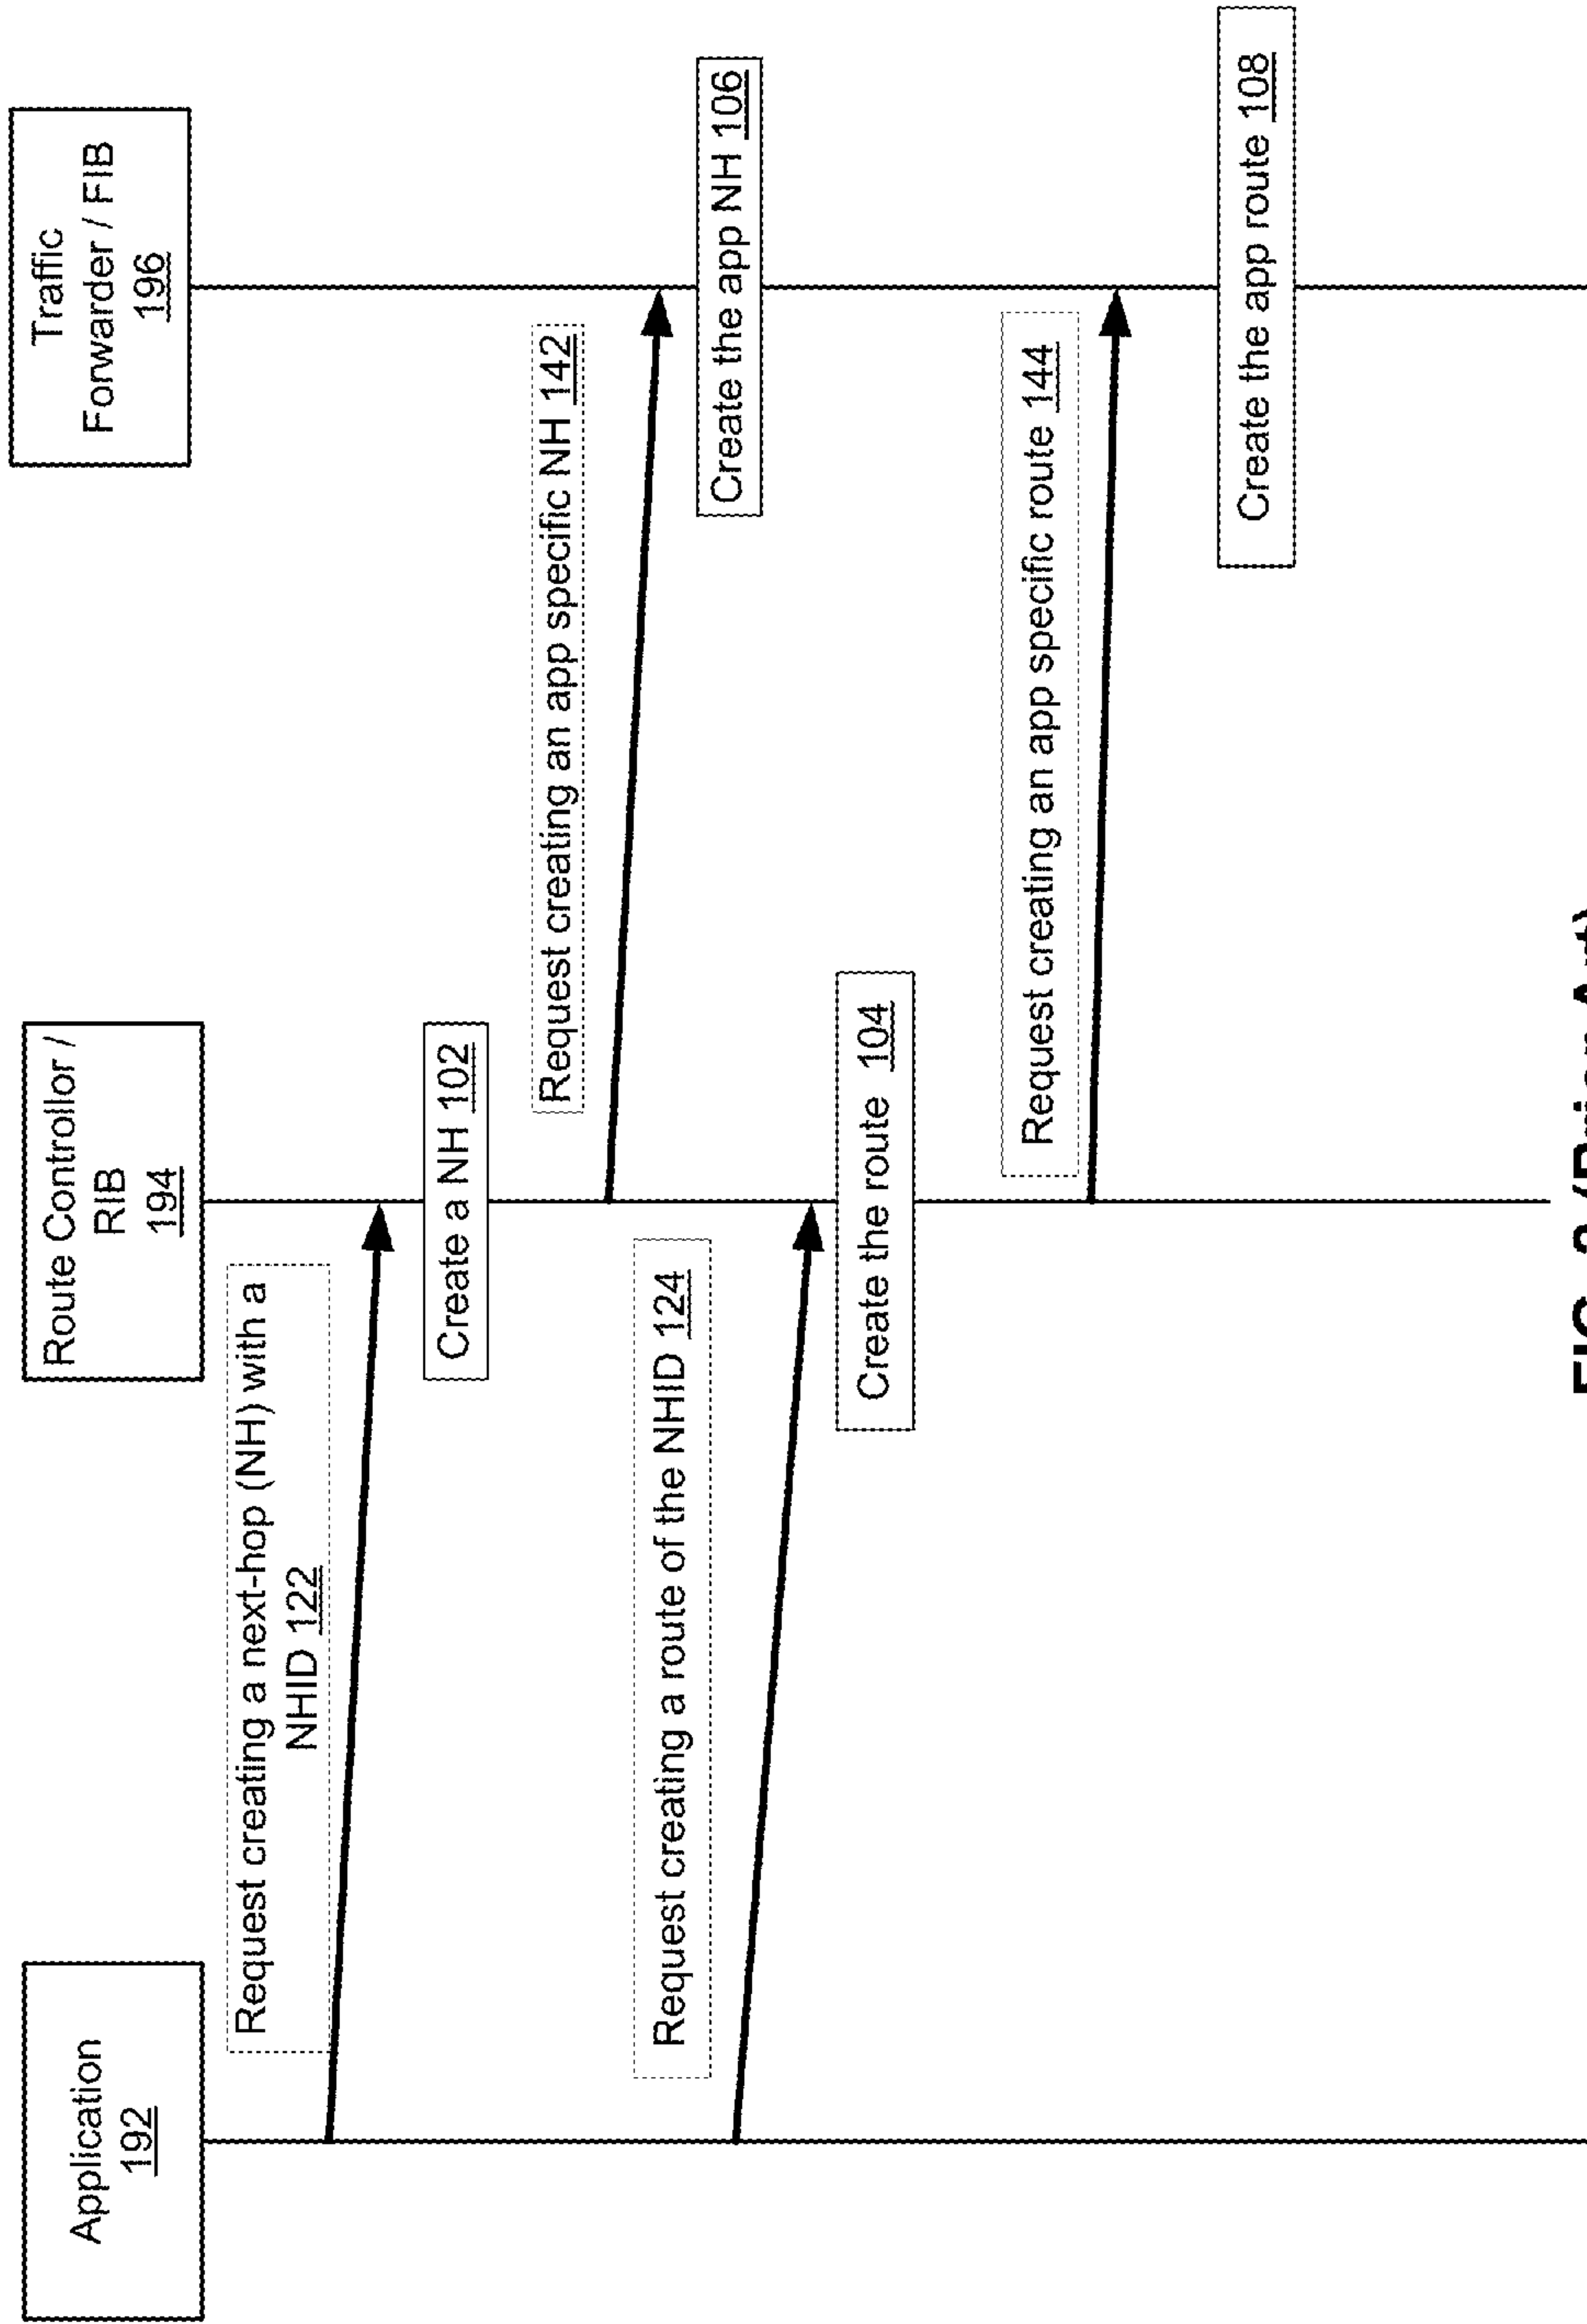 Application
192
Route Controllor /
RIB
194
Traffic
Forwarder / FIB
196
Request creating a next-hop (NH) with a
NHID 122
Create a NH 102
Request creating an app specific NH 142
Create the app NH 106
Request creating a route of the NHID 124
Create the route 104
Request creating an app specific route 144
Create the app route 108
(Prior Art)